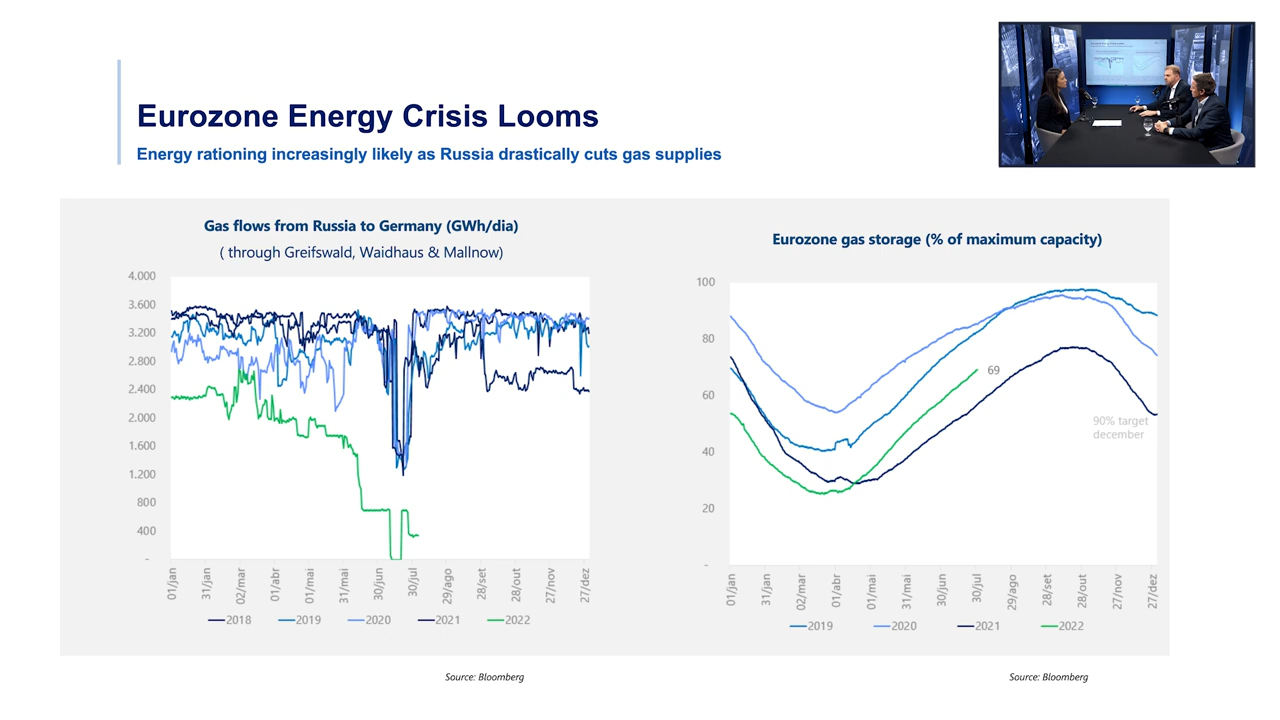 Eurozone Energy Crisis Looms
Energy rationing increasingly likely as Russia drastically cuts gas supplies
Gas flows from Russia to Germany (GWh/dia)
( through Greifswald, Waidhaus & Mallnow)
4.000
3.600
3.200
2.800
2.400
2.000
1.600
1.200
800
400
-
01/jan
31/jan
02/mar
01/abr
01/mai
31/mai
30/jun
30/jul
29/ago
28/set
28/out
27/nov
27/dez
2018
2019
2020
2021
2022
Source: Bloomberg
Eurozone gas storage (% of maximum capacity)
100
80
60
40
20
-
69
90% target
december
01/jan
31/jan
02/mar
01/abr
01/mai
31/mai
30/jun
30/jul
29/ago
28/set
28/out
27/nov
27/dez
2019
2020
2021
2022
Source: Bloomberg